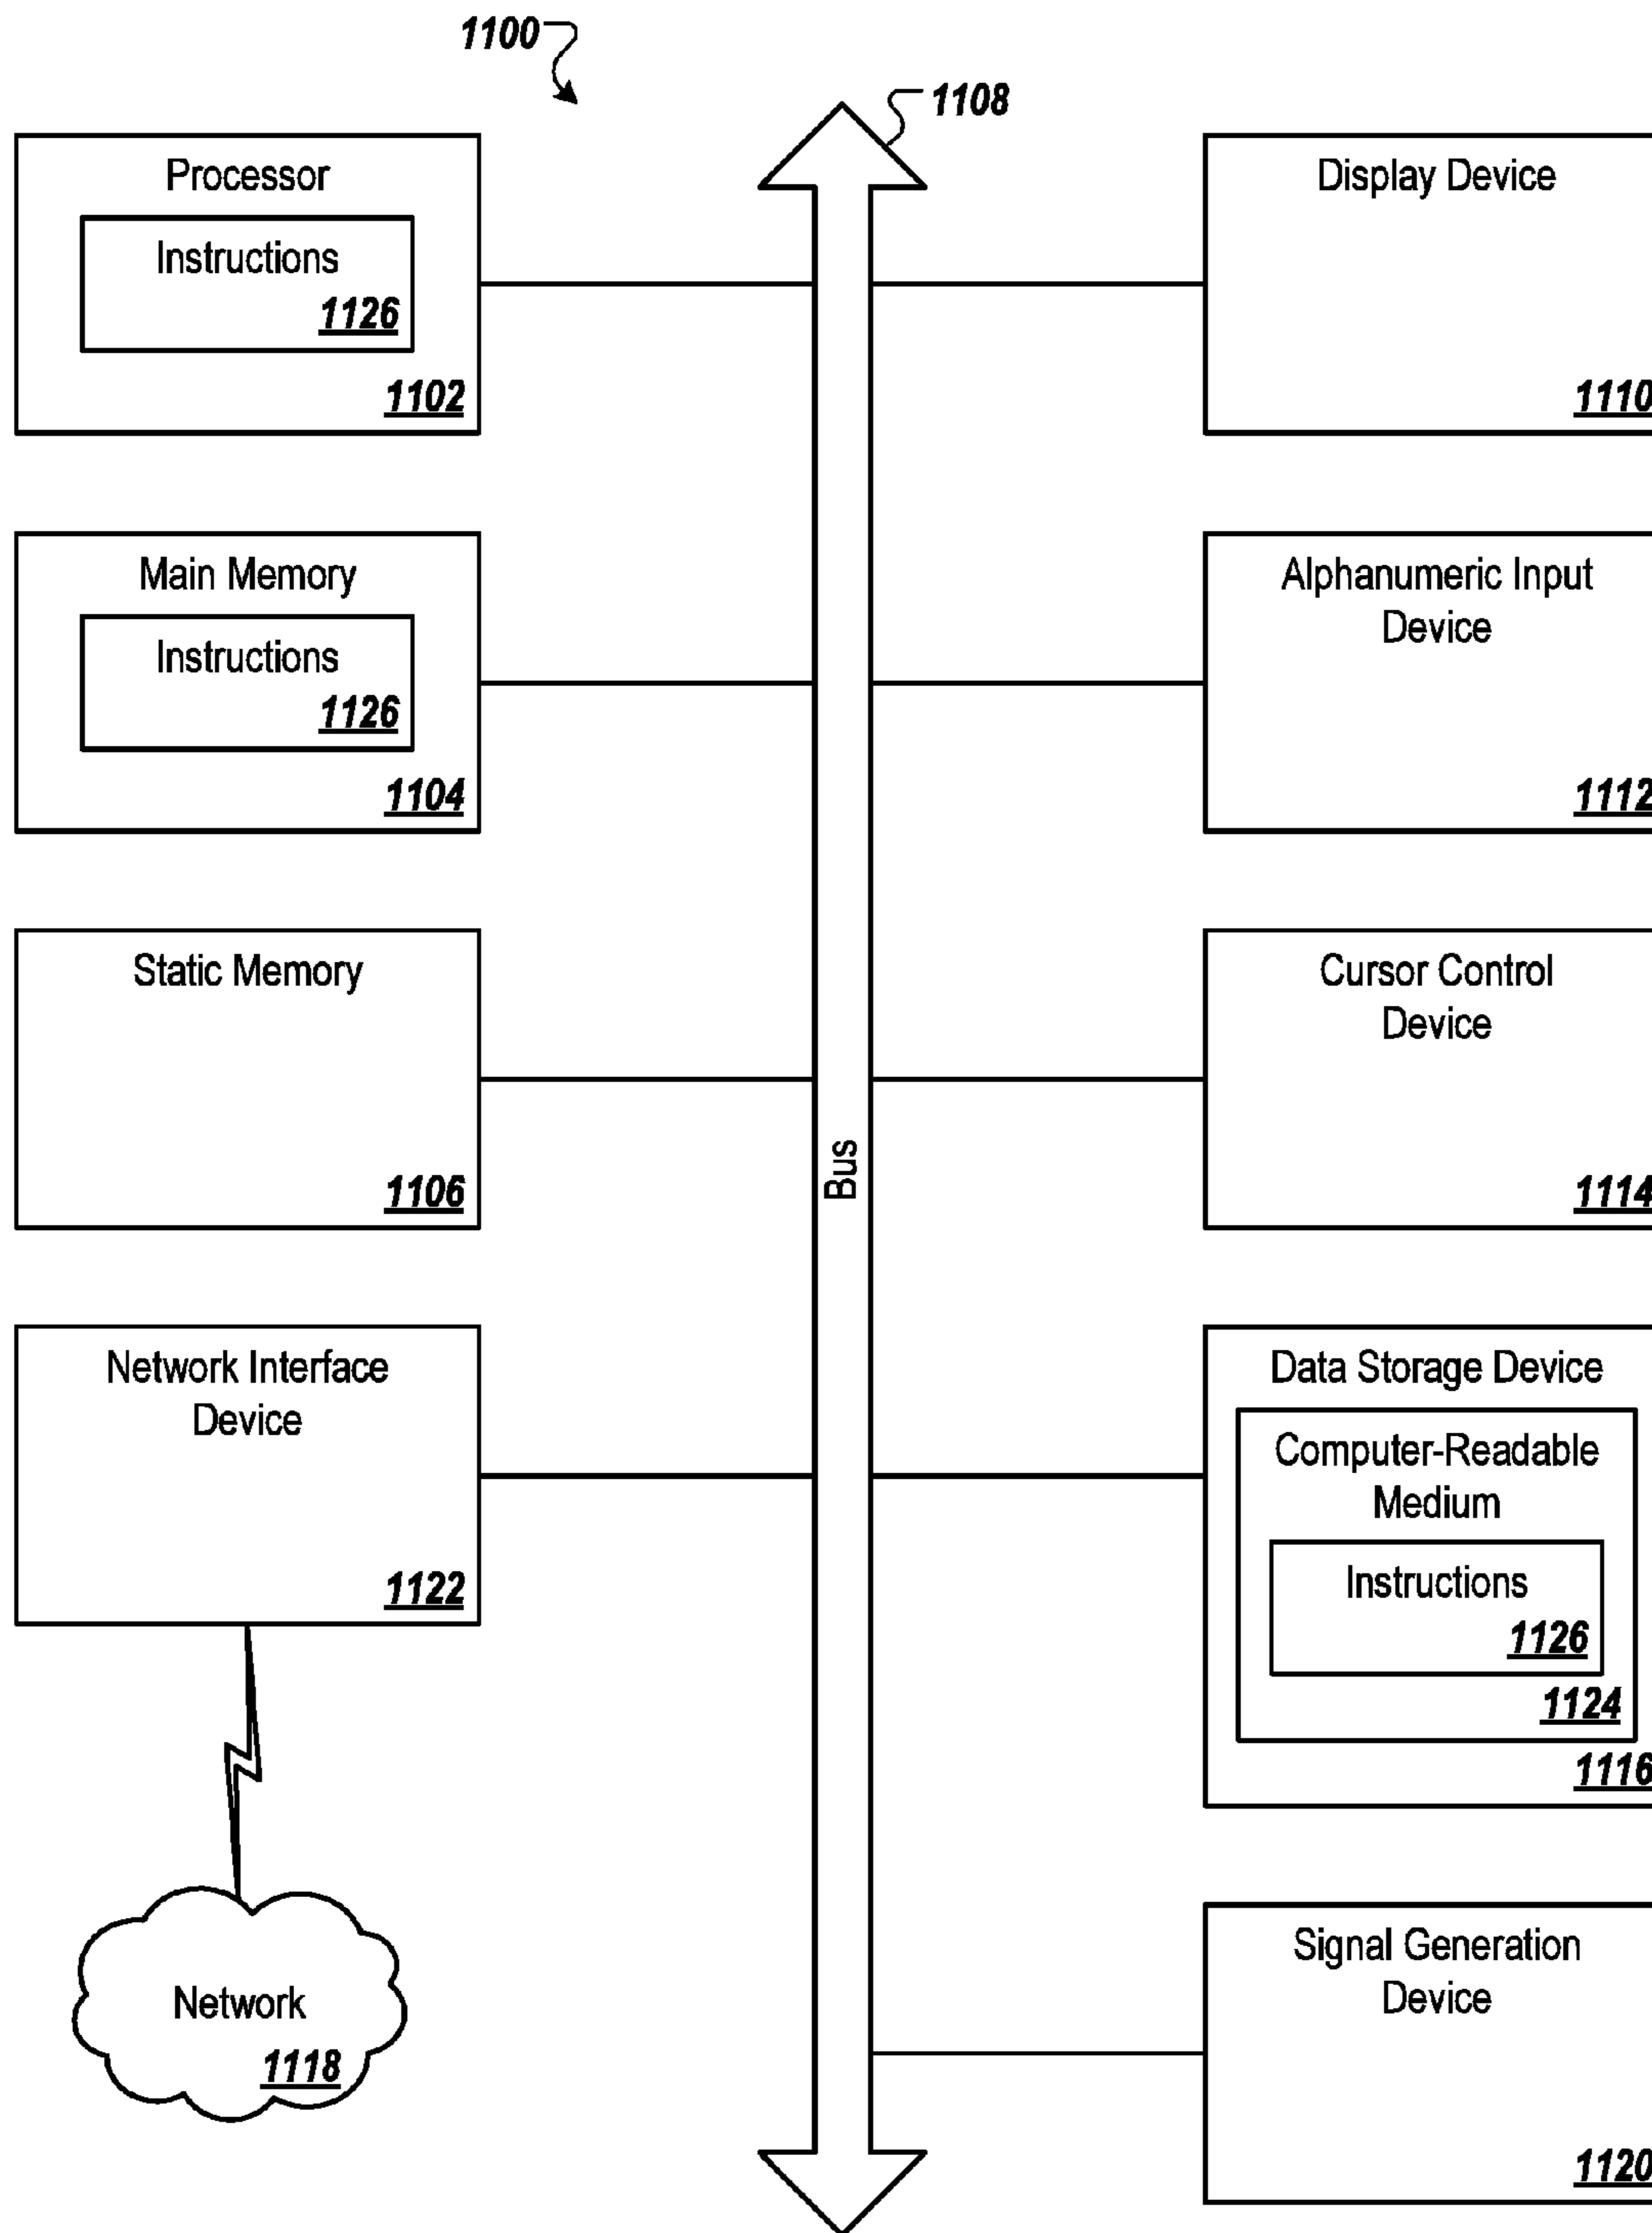 1100
1108
Processor
Instructions
1126
1102
Display Device
1110
Main Memory
Instructions
1126
1104
Alphanumeric Input
Device
1112
Static Memory
1106
Cursor Control
Device
1114
Bus
Network Interface
Device
1122
Data Storage Device
Computer-Readable
Medium
Instructions
1126
1124
1116
Network
1118
Signal Generation
Device
1120